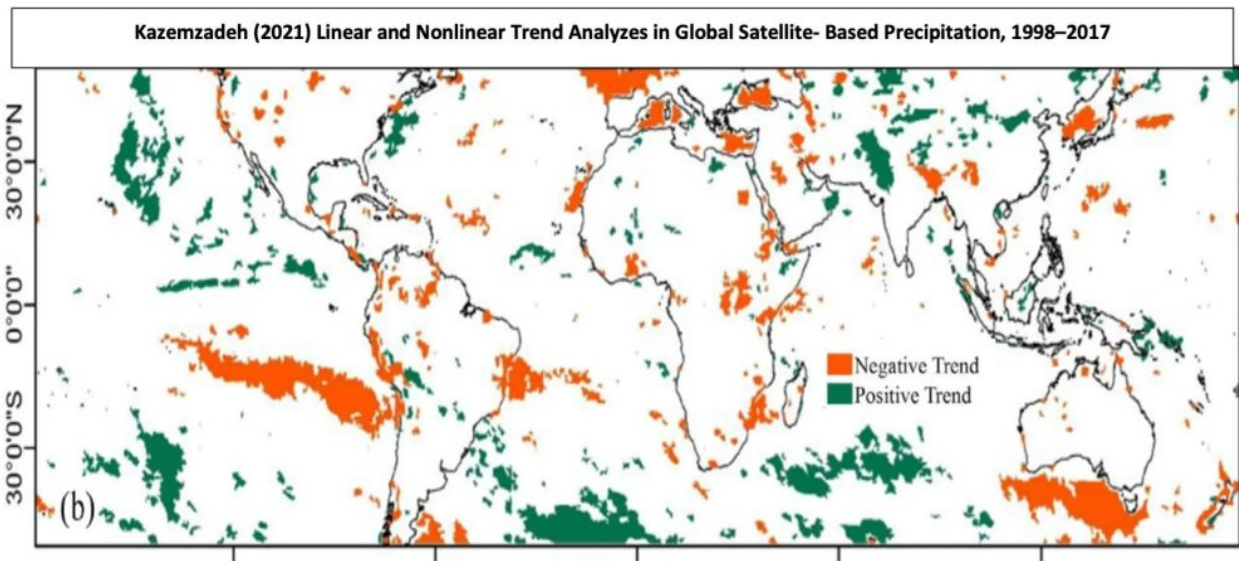 Kazemzadeh (2021) Linear and Nonlinear Trend Analyzes in Global Satellite- Based Precipitation, 1998–2017
30°0'0"N
0°0'0"
30°0'0"S
Negative Trend
Positive Trend
(b)